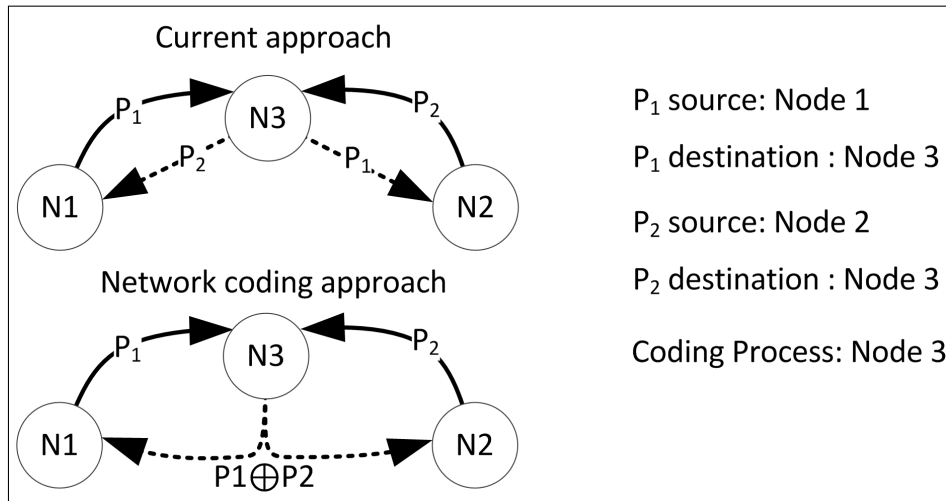 Current approach
P₁
N3
P₂
P₂
P₁
N1
N2
Network coding approach
P₁
N3
P₂
N1
N2
P1⊕P2
P₁ source: Node 1
P₁ destination : Node 3
P₂ source: Node 2
P₂ destination : Node 3
Coding Process: Node 3